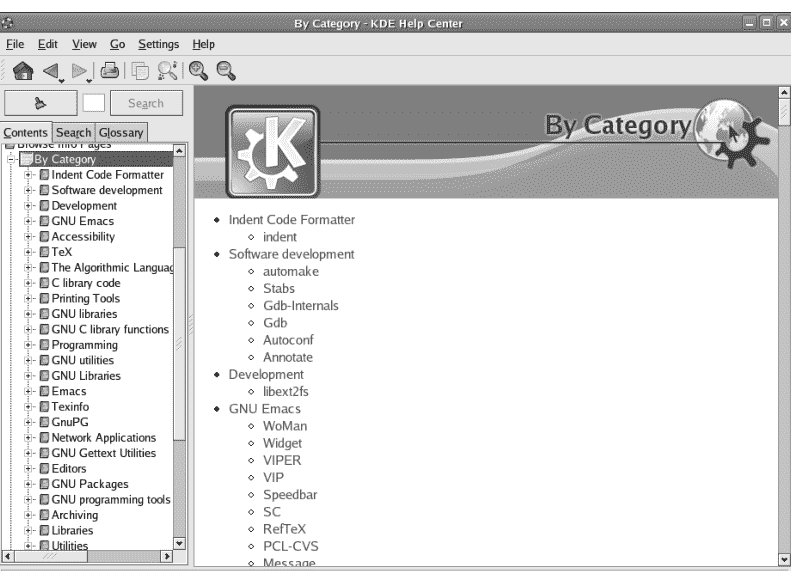 By Category - KDE Help Center
File Edit View Go Settings Help
Search
Contents Search Glossary
Browse Info Pages
By Category
Indent Code Formatter
Software development
Development
GNU Emacs
Accessibility
TeX
The Algorithmic Languag
C library code
Printing Tools
GNU libraries
GNU C library functions
Programming
GNU utilities
GNU Libraries
Emacs
Texinfo
GnuPG
Network Applications
GNU Gettext Utilities
Editors
GNU Packages
GNU programming tools
Archiving
Libraries
Utilities
K
By Category
Indent Code Formatter
indent
Software development
automake
Stabs
Gdb-Internals
Gdb
Autoconf
Annotate
Development
libext2fs
GNU Emacs
WoMan
Widget
VIPER
VIP
Speedbar
SC
RefTeX
PCL-CVS
Message